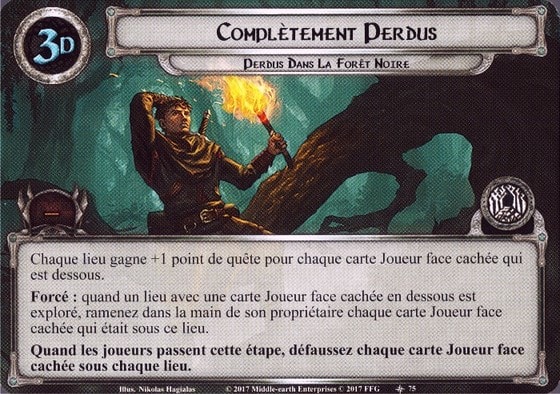 3D
COMPLÈTEMENT PERDUS
PERDUS DANS LA FORÊT NOIRE
–
Chaque lieu gagne +1 point de quête pour chaque carte Joueur face cachée qui
est dessous.
Forcé : quand un lieu avec une carte Joueur face cachée en dessous est
exploré, ramenez dans la main de son propriétaire chaque carte Joueur face
cachée qui était sous ce lieu.
Quand les joueurs passent cette étape, défaussez chaque carte Joueur face
cachée sous chaque lieu.
Illus. Nikolas Hagialas © 2017 Middle-earth Enterprises © 2017 FFG 75